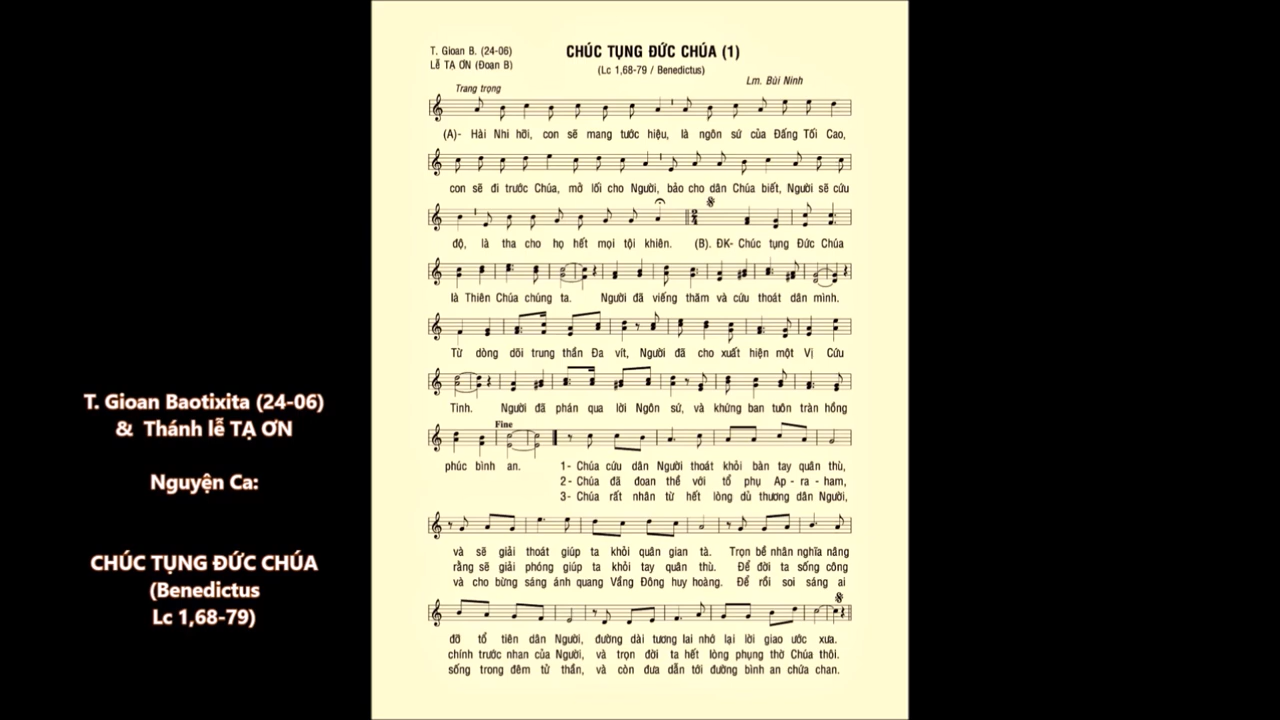 T. Gioan Baotixita (24-06)
& Thánh lễ TẠ ƠN
Nguyện Ca:
CHÚC TỤNG ĐỨC CHÚA
(Benedictus
Lc 1,68-79)
T. Gioan B. (24-06)
LỄ TẠ ƠN (Đoạn B)
CHÚC TỤNG ĐỨC CHÚA (1)
(Lc 1,68-79 / Benedictus)
Lm. Bùi Ninh
Trang trọng
(A)- Hài Nhi hỡi, con sẽ mang tước hiệu, là ngôn sứ của Đấng Tối Cao,
con sẽ đi trước Chúa, mở lối cho Người, bảo cho dân Chúa biết, Người sẽ cứu
độ, là tha cho họ hết mọi tội khiên. (B). ĐK- Chúc tụng Đức Chúa
là Thiên Chúa chúng ta. Người đã viếng thăm và cứu thoát dân mình.
Từ dòng dõi trung thần Đa vít, Người đã cho xuất hiện một Vị Cứu
Tinh. Người đã phán qua lời Ngôn sứ, và khứng ban tuôn tràn hồng
Fine
phúc bình an. 1- Chúa cứu dân Người thoát khỏi bàn tay quân thù,
2- Chúa đã đoan thề với tổ phụ Ap - ra - ham,
3- Chúa rất nhân từ hết lòng dủ thương dân Người,
và sẽ giải thoát giúp ta khỏi quân gian tà. Trọn bề nhân nghĩa nâng
rằng sẽ giải phóng giúp ta khỏi tay quân thù. Để đời ta sống công
và cho bừng sáng ánh quang Vầng Đông huy hoàng. Để rồi soi sáng ai
đỡ tổ tiên dân Người, đường dài tương lai nhớ lại lời giao ước xưa.
chính trước nhan của Người, và trọn đời ta hết lòng phụng thờ Chúa thôi.
sống trong đêm tử thần, và còn đưa dẫn tới đường bình an chứa chan.